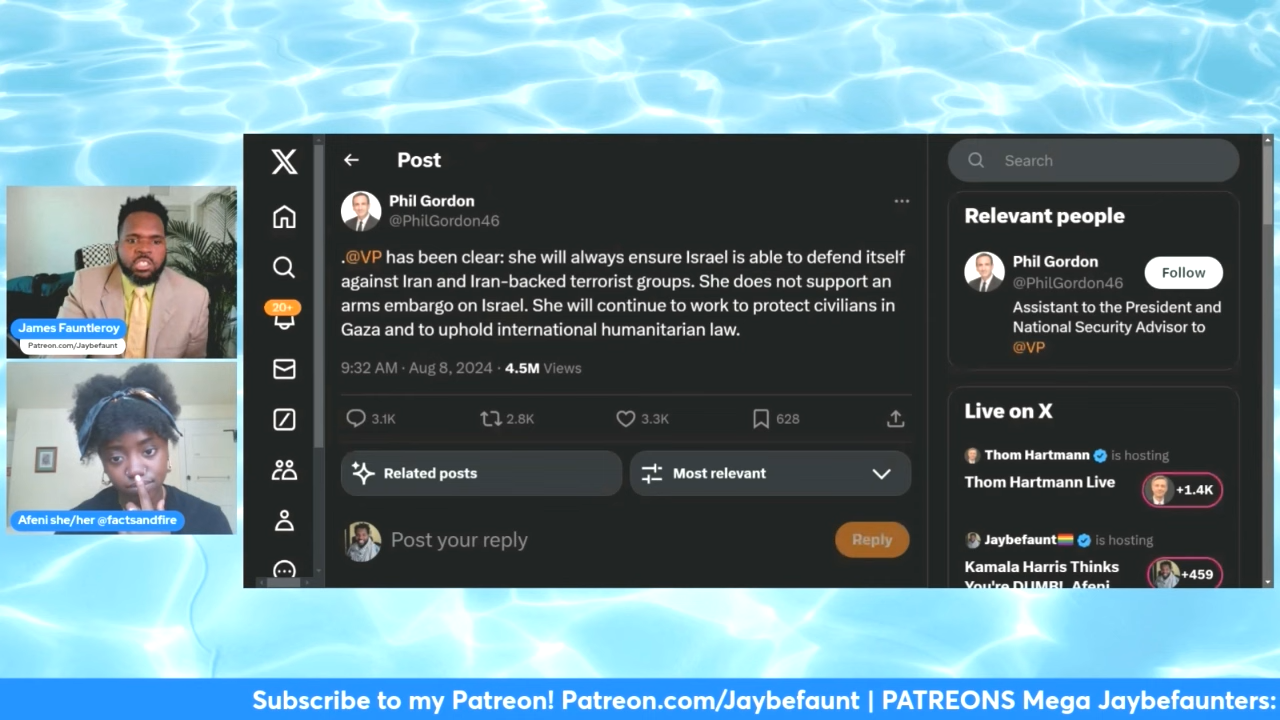 James Fauntleroy
Patreon.com/Jaybefaunt
Afeni she/her @factsandfire
20+
Post
Phil Gordon
@PhilGordon46
.@VP has been clear: she will always ensure Israel is able to defend itself
against Iran and Iran-backed terrorist groups. She does not support an
arms embargo on Israel. She will continue to work to protect civilians in
Gaza and to uphold international humanitarian law.
9:32 AM · Aug 8, 2024 · 4.5M Views
3.1K
2.8K
3.3K
628
Related posts
Most relevant
Post your reply
Reply
Search
Relevant people
Phil Gordon
@PhilGordon46
Follow
Assistant to the President and
National Security Advisor to
@VP
Live on X
Thom Hartmann is hosting
Thom Hartmann Live
+1.4K
Jaybefaunt🏳️‍🌈 is hosting
Kamala Harris Thinks
You're DUMB! Afeni
+459
Subscribe to my Patreon! Patreon.com/Jaybefaunt | PATREONS Mega Jaybefaunters: